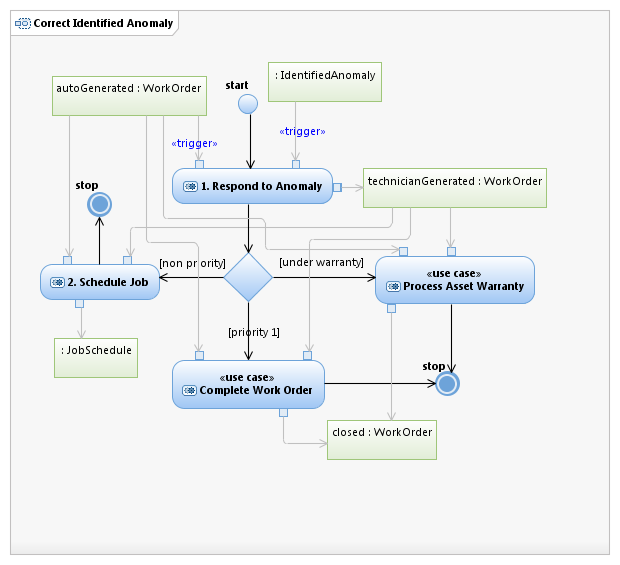 Correct Identified Anomaly
autoGenerated : WorkOrder
start
: IdentifiedAnomaly
«trigger»
«trigger»
1. Respond to Anomaly
technicianGenerated : WorkOrder
stop
[non priority]
[under warranty]
2. Schedule Job
«use case»
Process Asset Warranty
[priority 1]
: JobSchedule
stop
«use case»
Complete Work Order
closed : WorkOrder